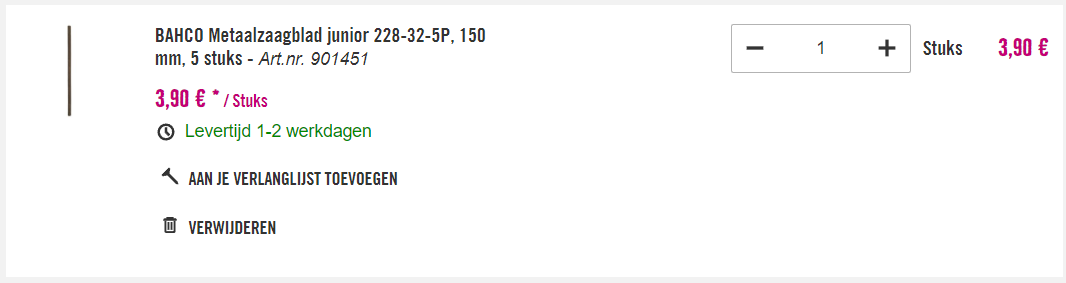 BAHCO Metaalzaagblad junior 228-32-5P, 150
mm, 5 stuks - Art.nr. 901451
1 Stuks 3,90 €
3,90 € * / Stuks
Levertijd 1-2 werkdagen
AAN JE VERLANGLIJST TOEVOEGEN
VERWIJDEREN